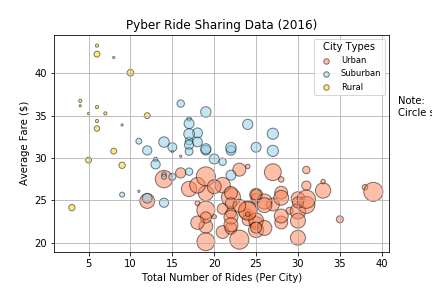 Pyber Ride Sharing Data (2016)
City Types
Urban
Suburban
Rural
Note:
Circle s
Average Fare ($)
40
35
30
25
20
5
10
15
20
25
30
35
40
Total Number of Rides (Per City)